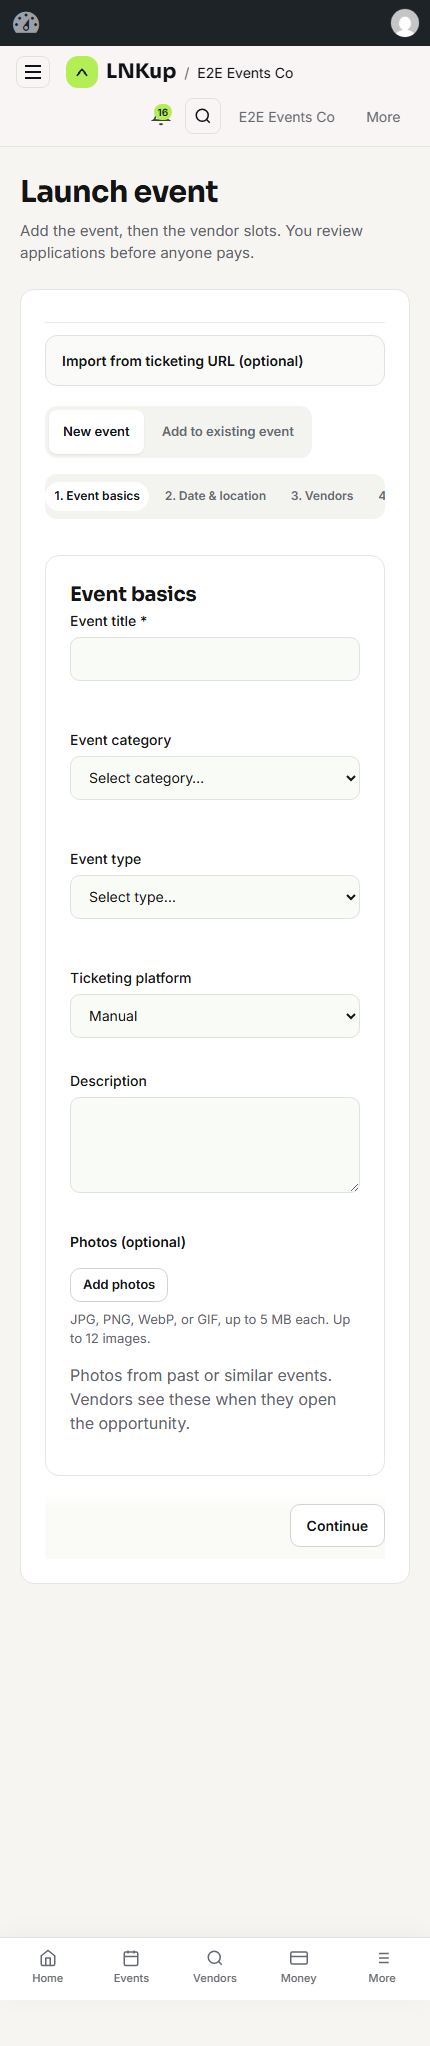 LNKup / E2E Events Co
16
E2E Events Co
More
Launch event
Add the event, then the vendor slots. You review
applications before anyone pays.
Import from ticketing URL (optional)
New event
Add to existing event
1. Event basics
2. Date & location
3. Vendors
4
Event basics
Event title *
Event category
Select category...
Event type
Select type...
Ticketing platform
Manual
Description
Photos (optional)
Add photos
JPG, PNG, WebP, or GIF, up to 5 MB each. Up
to 12 images.
Photos from past or similar events.
Vendors see these when they open
the opportunity.
Continue
Home
Events
Vendors
Money
More